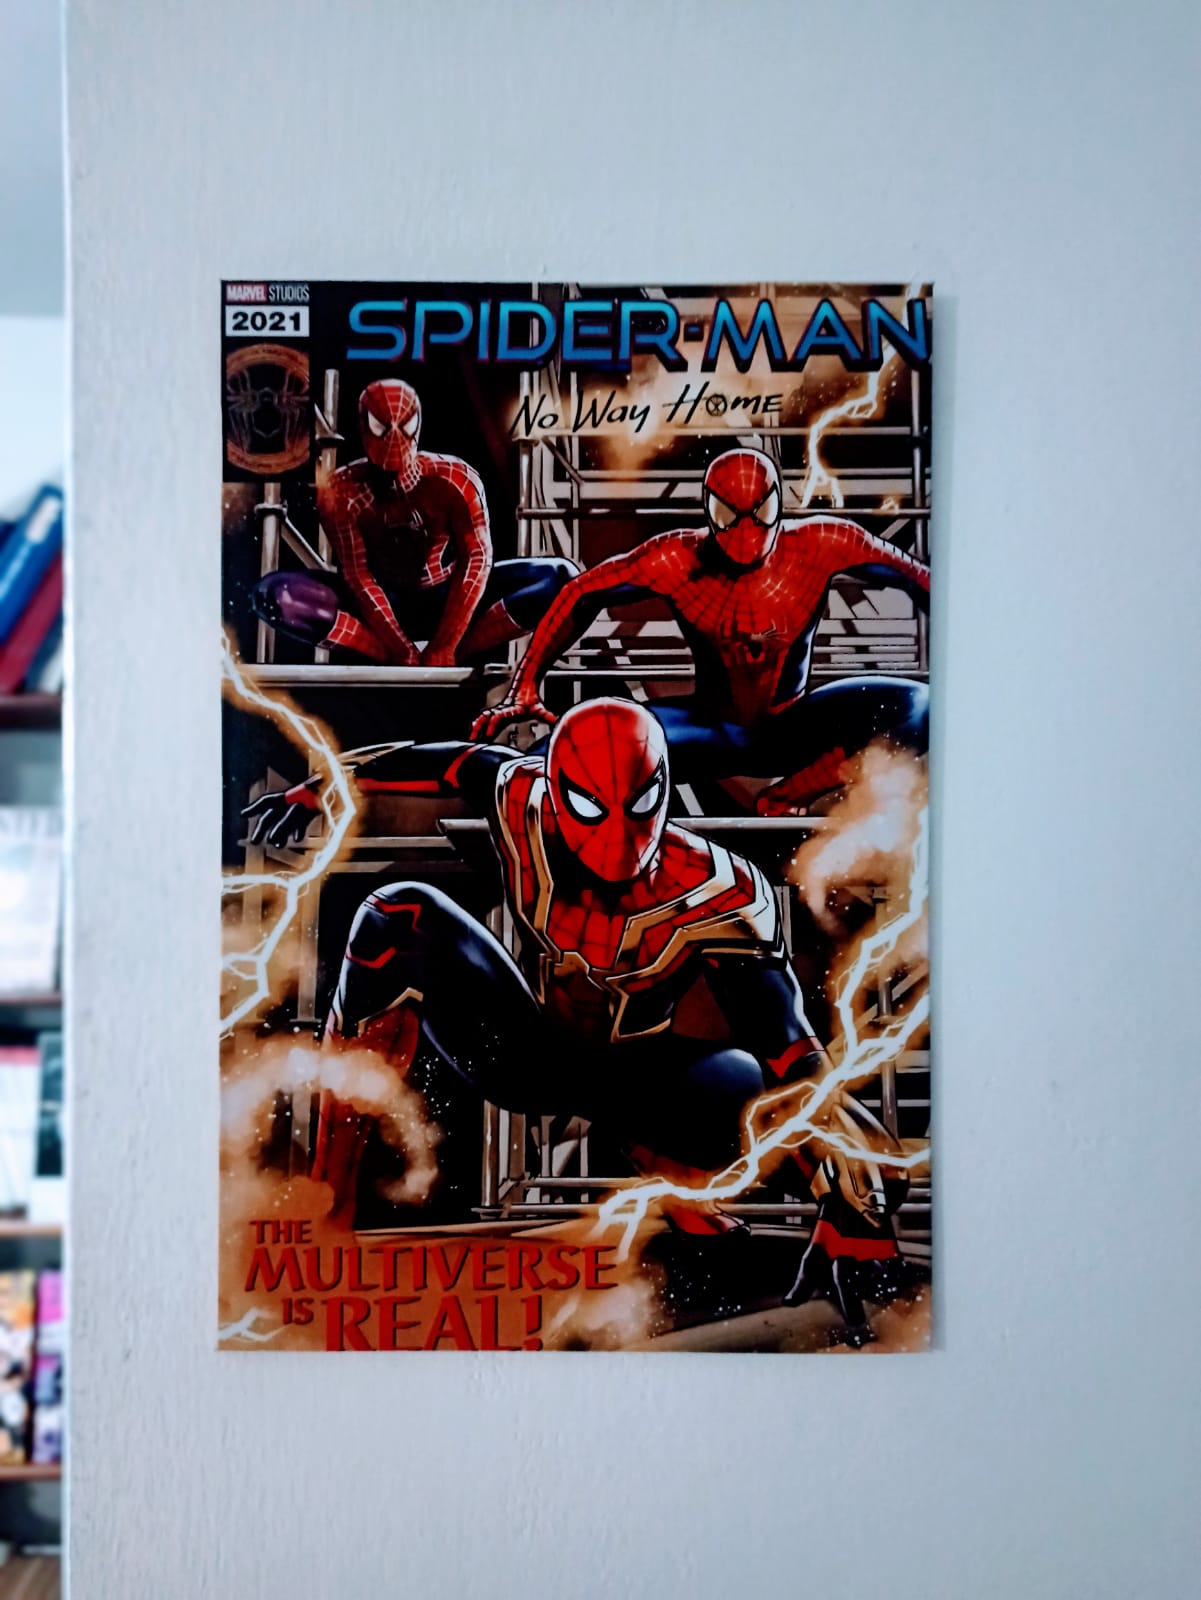 MARVEL STUDIOS
2021
SPIDER-MAN
No Way Home
THE
MULTIVERSE
IS REAL!